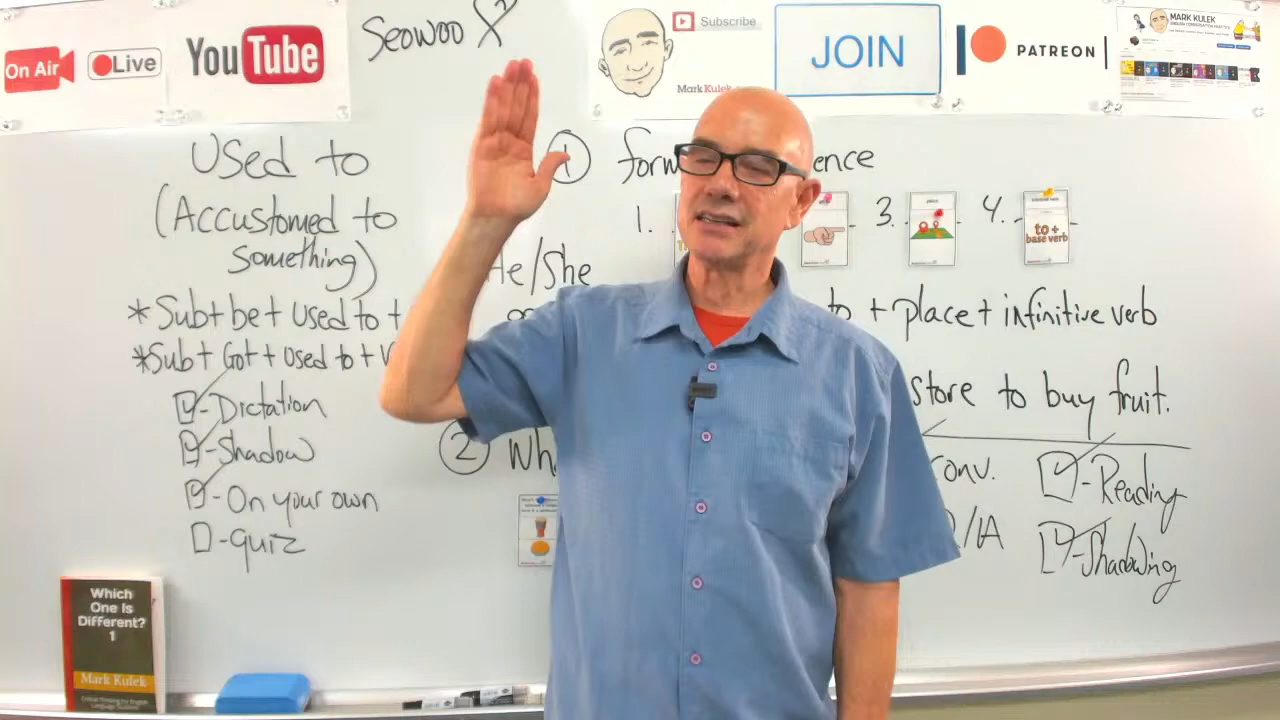 On Air
Live
YouTube
Seowoo
Subscribe
Mark Kulek
JOIN
PATREON
MARK KULEK
Used to
(Accustomed to
something)
*Sub+ be + used to +
*Sub+ Got + used to + V
-Dictation
-Shadow
-On your own
-quiz
1
form
ence
1.
3.
place
4.
to +
base verb
He/She
to + place + infinitive verb
store to buy fruit.
2
Wh
onv.
-Reading
/A
-Shadowing
Which
One Is
Different?
1
Mark Kulek